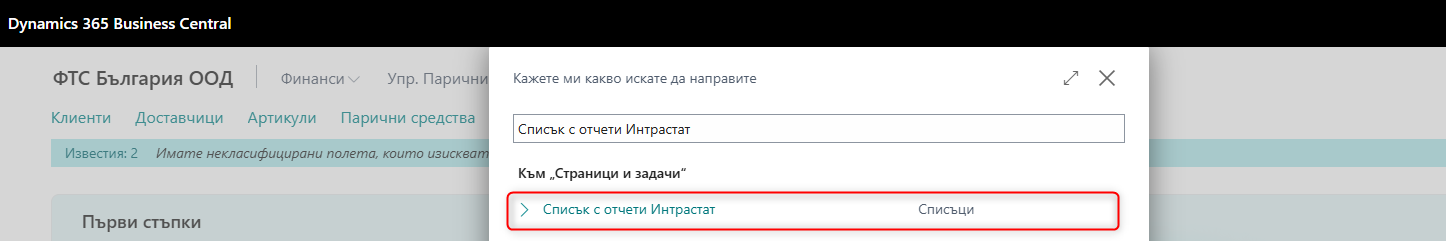 Dynamics 365 Business Central
ФТС България ООД Финанси Упр. Парични
Кажете ми какво искате да направите
Клиенти Доставчици Артикули Парични средства
Списък с отчети Интрастат
Известия: 2 Имате некласифицирани полета, които изискват
Към „Страници и задачи“
Списък с отчети Интрастат Списъци
Първи стъпки